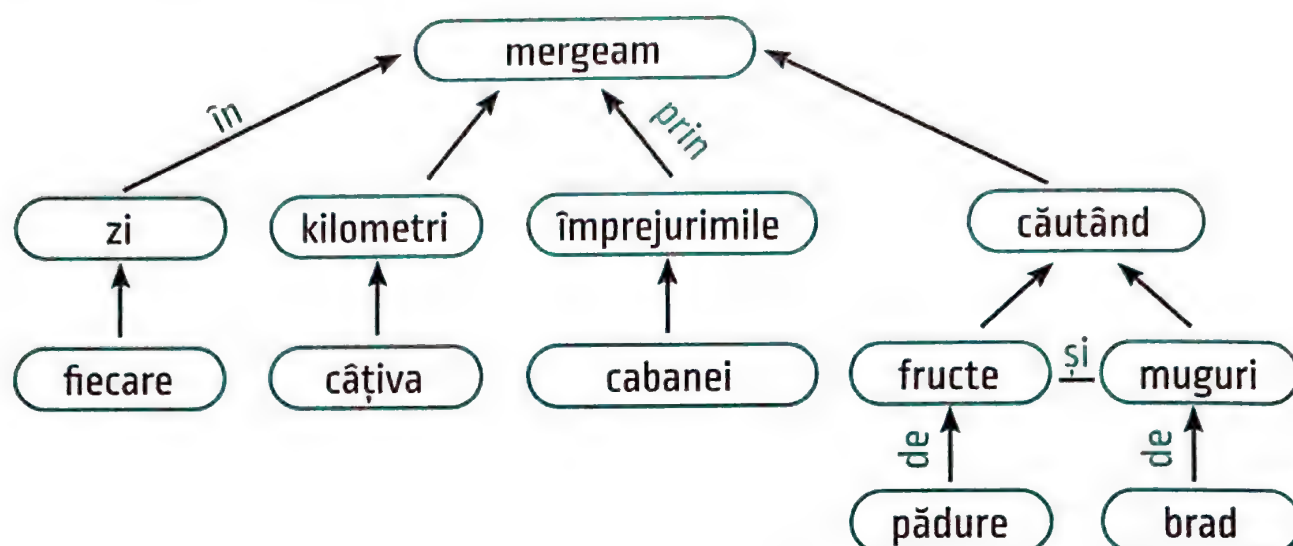 mergeam
în prin
zi kilometri împrejurimile căutând
fiecare câțiva cabanei fructe și muguri
de de
pădure brad